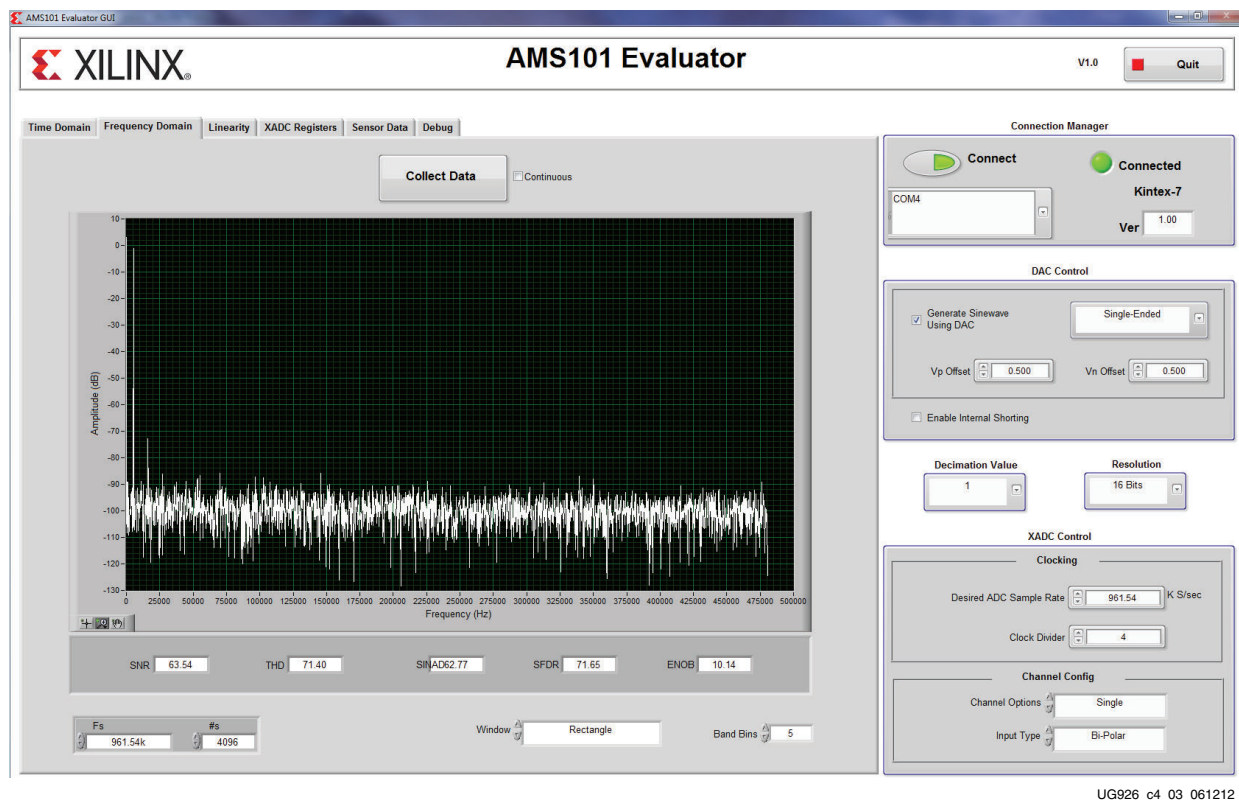 AMS101 Evaluator GUI
XILINX®
AMS101 Evaluator
V1.0
Quit
Time Domain
Frequency Domain
Linearity
XADC Registers
Sensor Data
Debug
Collect Data
Continuous
Amplitude (dB)
10
0
-10
-20
-30
-40
-50
-60
-70
-80
-90
-100
-110
-120
-130
0 25000 50000 75000 100000 125000 150000 175000 200000 225000 250000 275000 300000 325000 350000 375000 400000 425000 450000 475000 500000
Frequency (Hz)
SNR 63.54
THD 71.40
SINAD62.77
SFDR 71.65
ENOB 10.14
Fs
961.54k
#s
4096
Window Rectangle
Band Bins 5
Connection Manager
Connect
Connected
COM4
Kintex-7
Ver 1.00
DAC Control
Generate Sinewave
Using DAC
Single-Ended
Vp Offset 0.500
Vn Offset 0.500
Enable Internal Shorting
Decimation Value
1
Resolution
16 Bits
XADC Control
Clocking
Desired ADC Sample Rate 961.54 K S/sec
Clock Divider 4
Channel Config
Channel Options Single
Input Type Bi-Polar
UG926_c4_03_061212